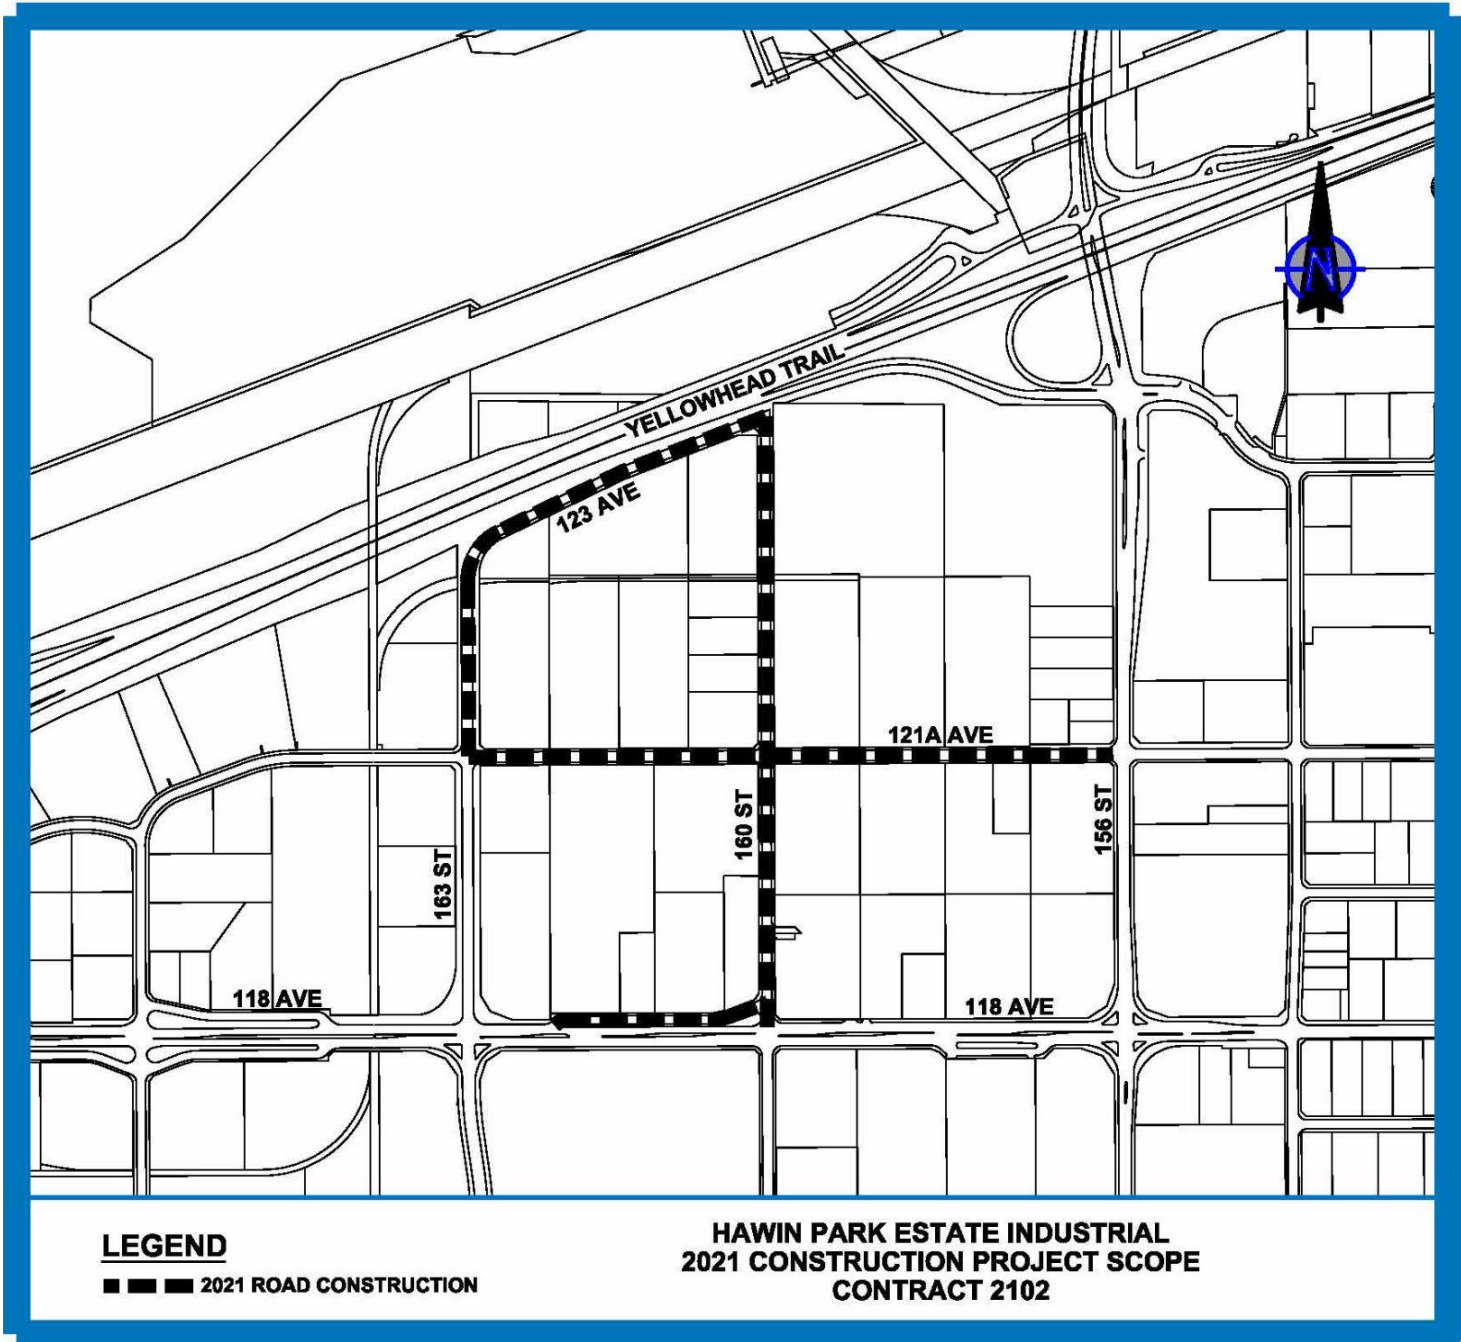 N
YELLOWHEAD TRAIL
123 AVE
121A AVE
160 ST
156 ST
163 ST
118 AVE
118 AVE
LEGEND
2021 ROAD CONSTRUCTION
HAWIN PARK ESTATE INDUSTRIAL
2021 CONSTRUCTION PROJECT SCOPE
CONTRACT 2102